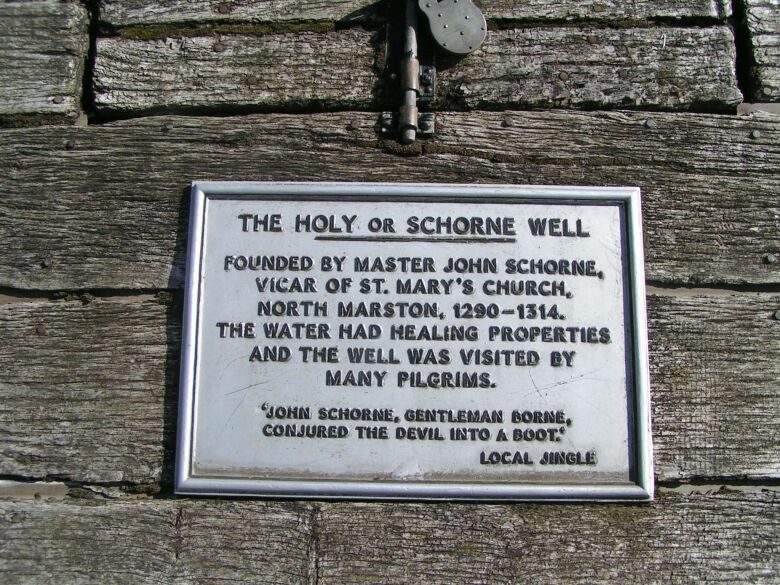 THE HOLY OR SCHORNE WELL
FOUNDED BY MASTER JOHN SCHORNE,
VICAR OF ST. MARY'S CHURCH,
NORTH MARSTON, 1290-1314.
THE WATER HAD HEALING PROPERTIES
AND THE WELL WAS VISITED BY
MANY PILGRIMS.
'JOHN SCHORNE, GENTLEMAN BORNE,
CONJURED THE DEVIL INTO A BOOT.'
LOCAL JINGLE